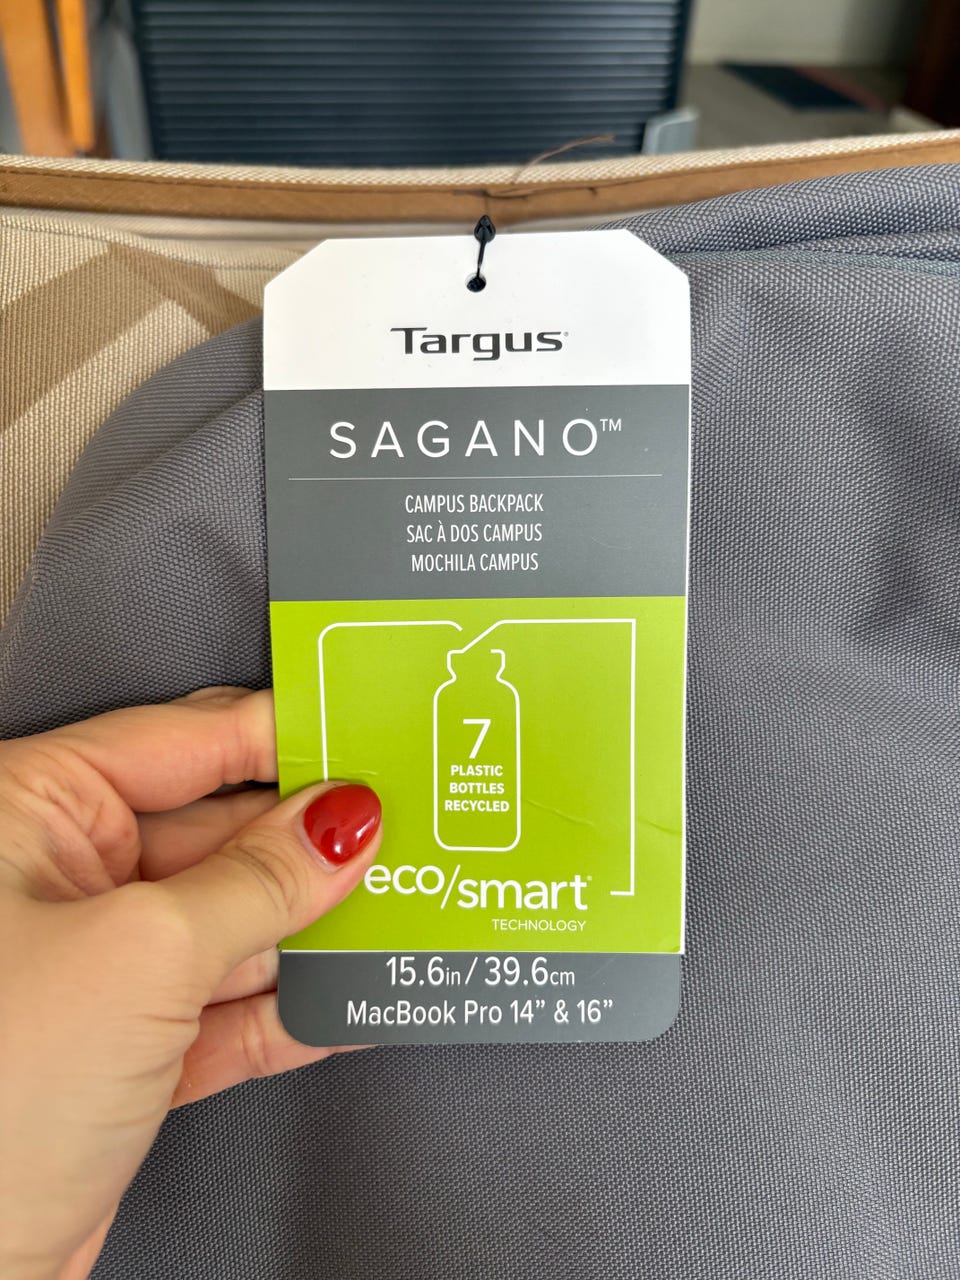 Targus®
SAGANO™
CAMPUS BACKPACK
SAC À DOS CAMPUS
MOCHILA CAMPUS
7
PLASTIC
BOTTLES
RECYCLED
eco/smart®
TECHNOLOGY
15.6in / 39.6cm
MacBook Pro 14” & 16”